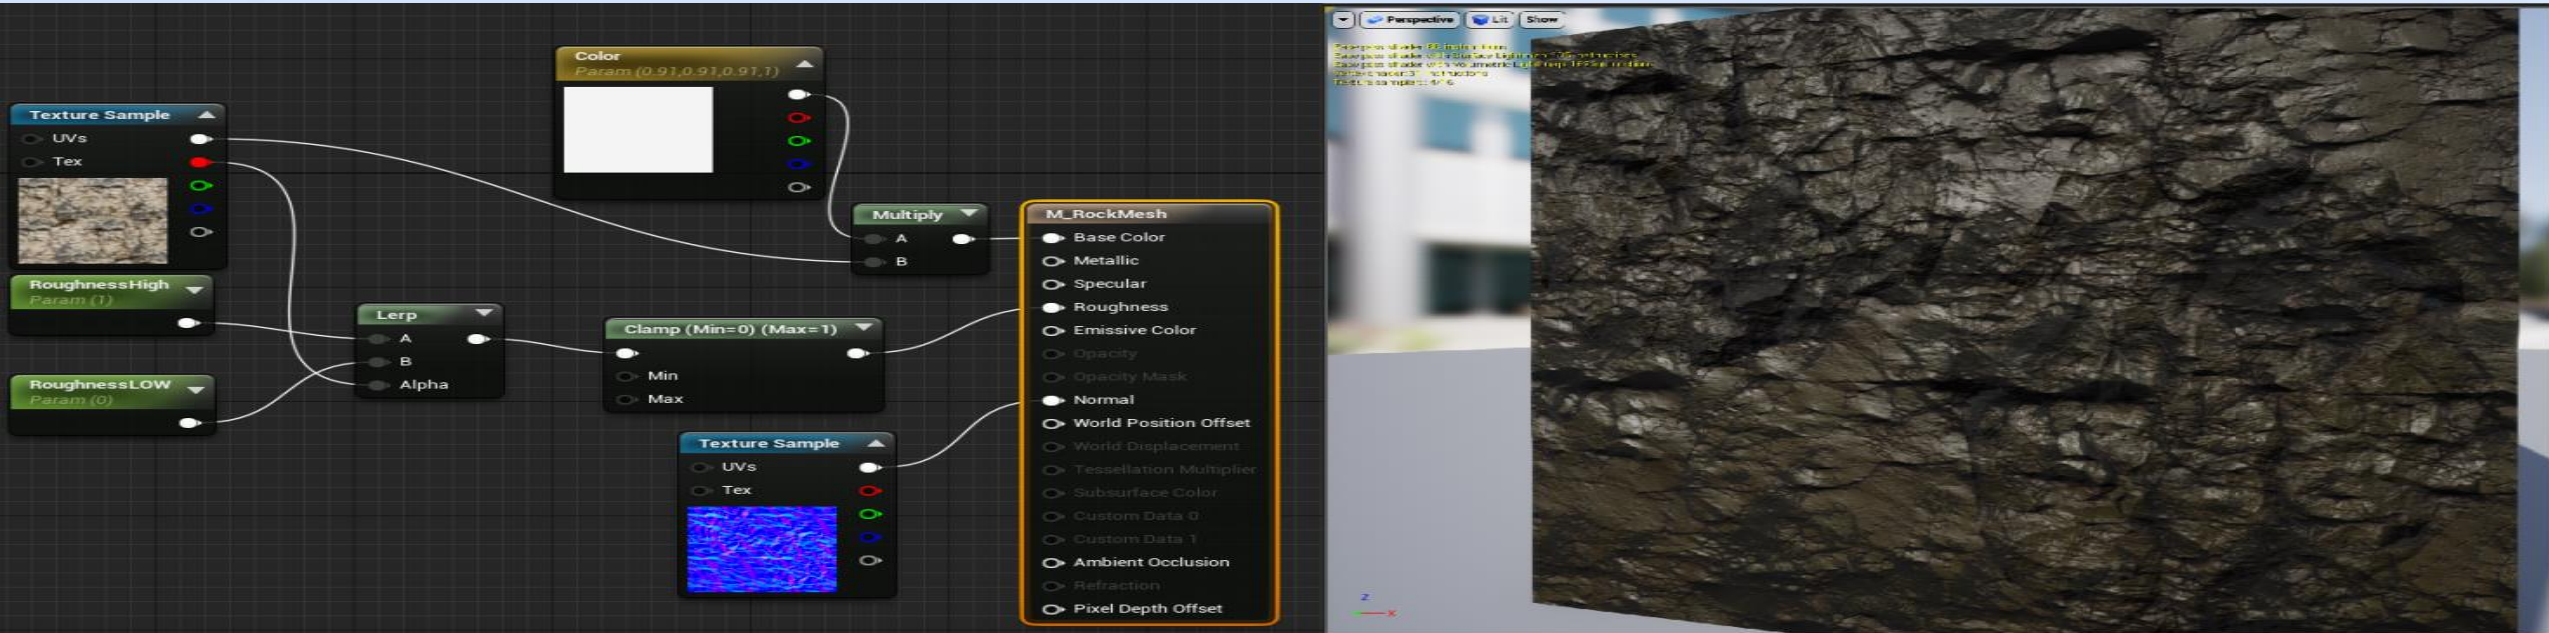 Texture Sample
UVs
Tex
RoughnessHigh
Param (1)
RoughnessLOW
Param (0)
Lerp
A
B
Alpha
Color
Param (0.91,0.91,0.91,1)
Clamp (Min=0) (Max=1)
Min
Max
Texture Sample
UVs
Tex
Multiply
A
B
M_RockMesh
Base Color
Metallic
Specular
Roughness
Emissive Color
Opacity
Opacity Mask
Normal
World Position Offset
World Displacement
Tessellation Multiplier
Subsurface Color
Custom Data 0
Custom Data 1
Ambient Occlusion
Refraction
Pixel Depth Offset
Perspective Lit Show
Z
X